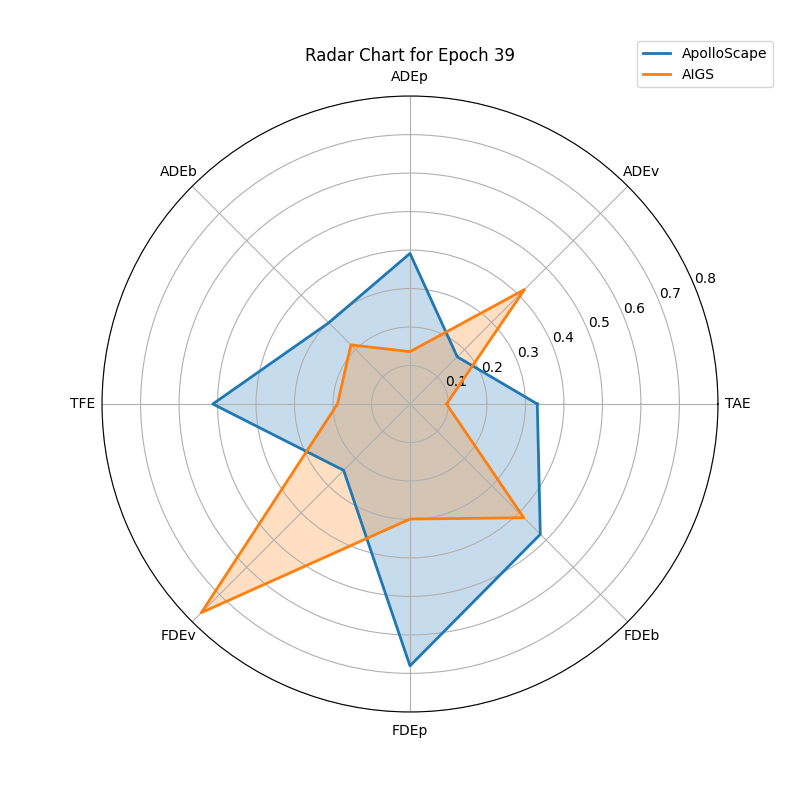 Radar Chart for Epoch 39
ApolloScape
AIGS
ADEp
ADEb
ADEv
0.8
0.7
0.6
0.5
0.4
0.3
0.2
0.1
TFE
TAE
FDEv
FDEb
FDEp